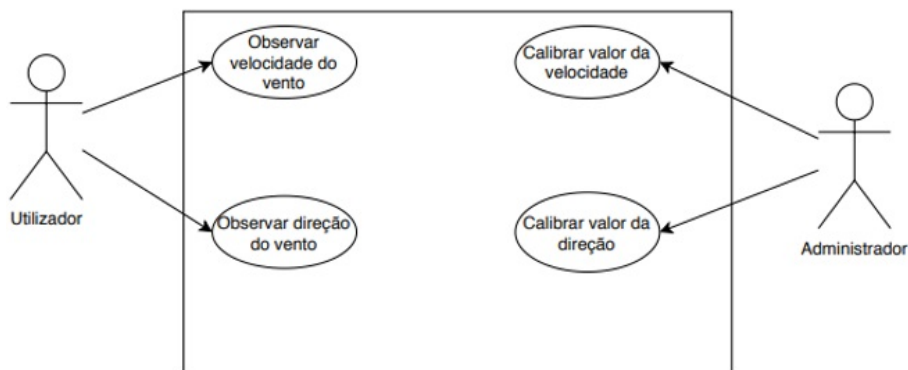 Observar
velocidade do
vento
Calibrar valor da
velocidade
Utilizador
Observar direção
do vento
Calibrar valor da
direção
Administrador